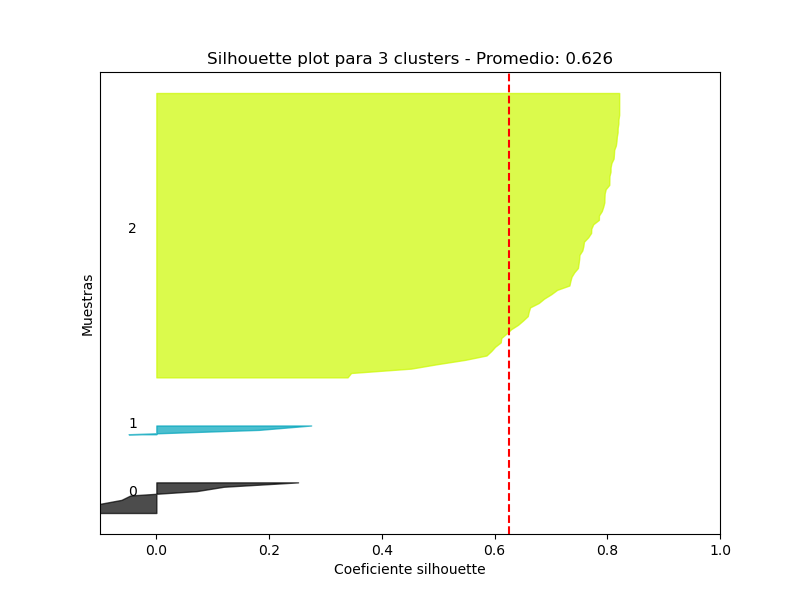 Silhouette plot para 3 clusters - Promedio: 0.626
2
1
0
Muestras
0.0 0.2 0.4 0.6 0.8 1.0
Coeficiente silhouette